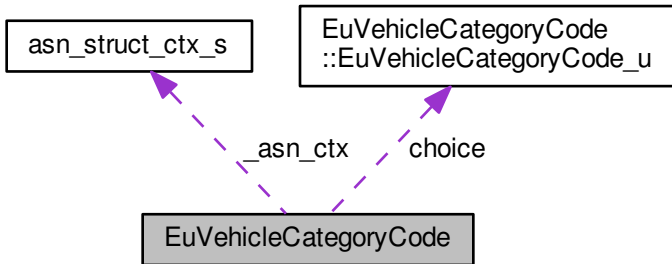 asn_struct_ctx_s
EuVehicleCategoryCode
::EuVehicleCategoryCode_u
_asn_ctx
choice
EuVehicleCategoryCode